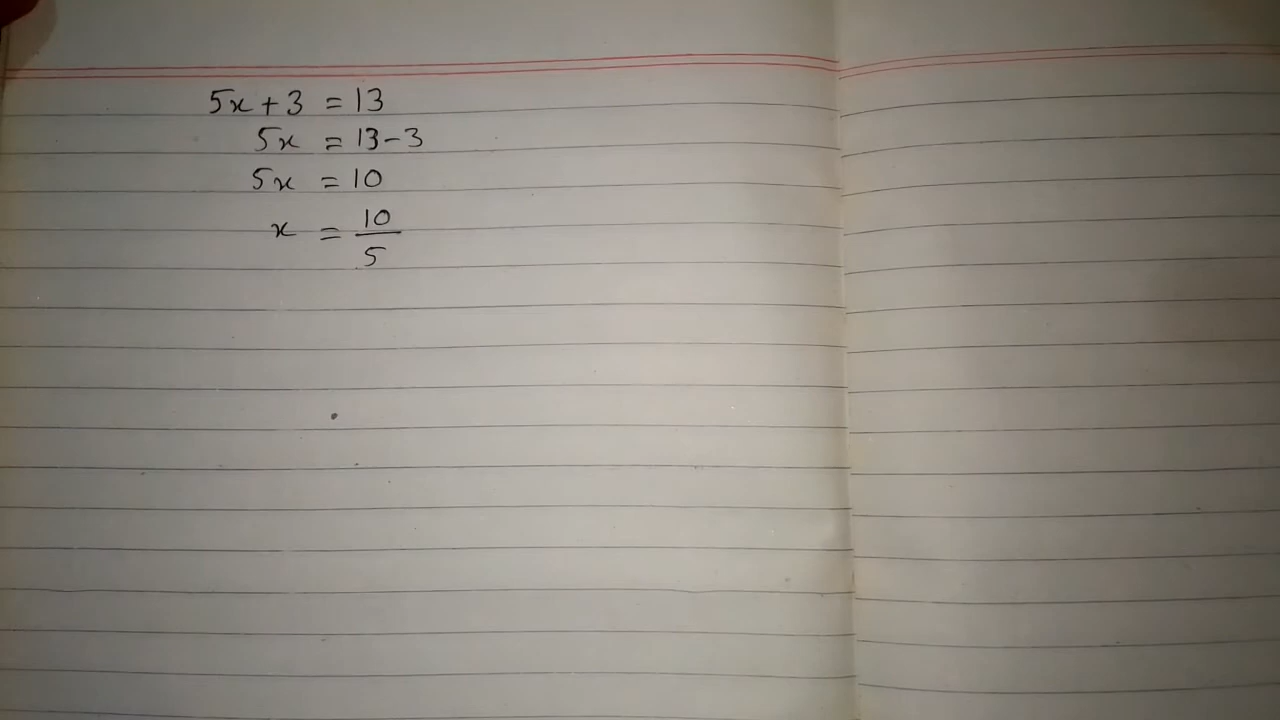 5x + 3 = 13
5x = 13 - 3
5x = 10
x = 10/5